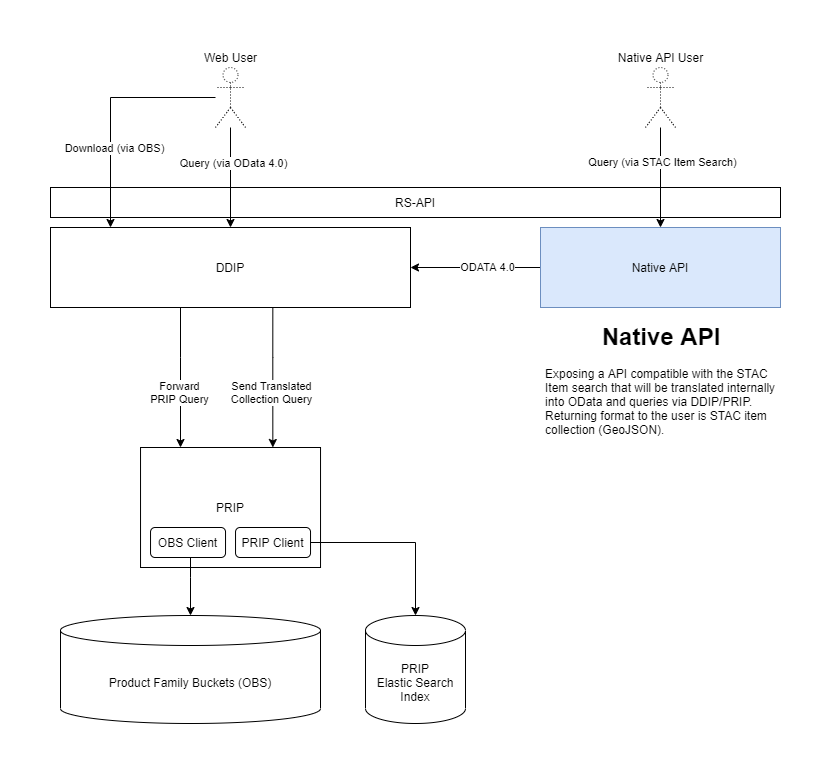 Web User
Native API User
Download (via OBS)
Query (via OData 4.0)
Query (via STAC Item Search)
RS-API
DDIP
ODATA 4.0
Native API
Native API
Exposing a API compatible with the STAC
Item search that will be translated internally
into OData and queries via DDIP/PRIP.
Returning format to the user is STAC item
collection (GeoJSON).
Forward
PRIP Query
Send Translated
Collection Query
PRIP
OBS Client
PRIP Client
Product Family Buckets (OBS)
PRIP
Elastic Search
Index